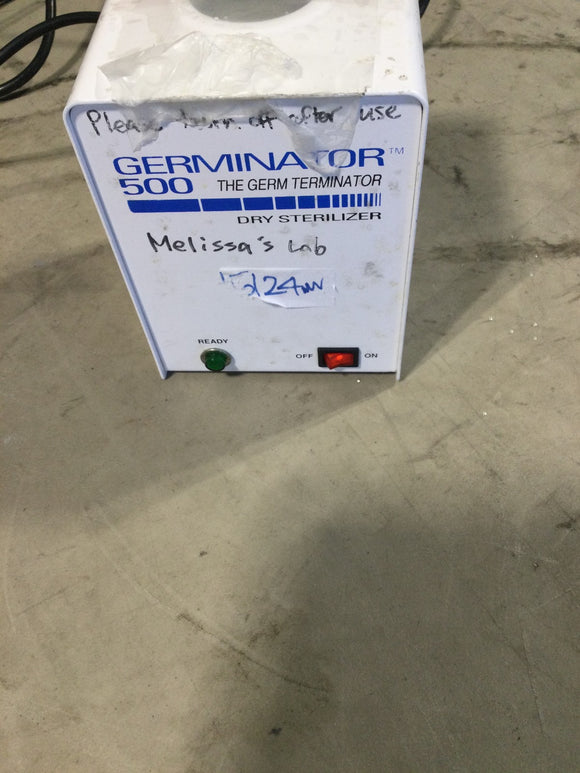 Please turn off after use
GERMINATOR™
500 THE GERM TERMINATOR
DRY STERILIZER
Melissa's Lab
READY
OFF ON